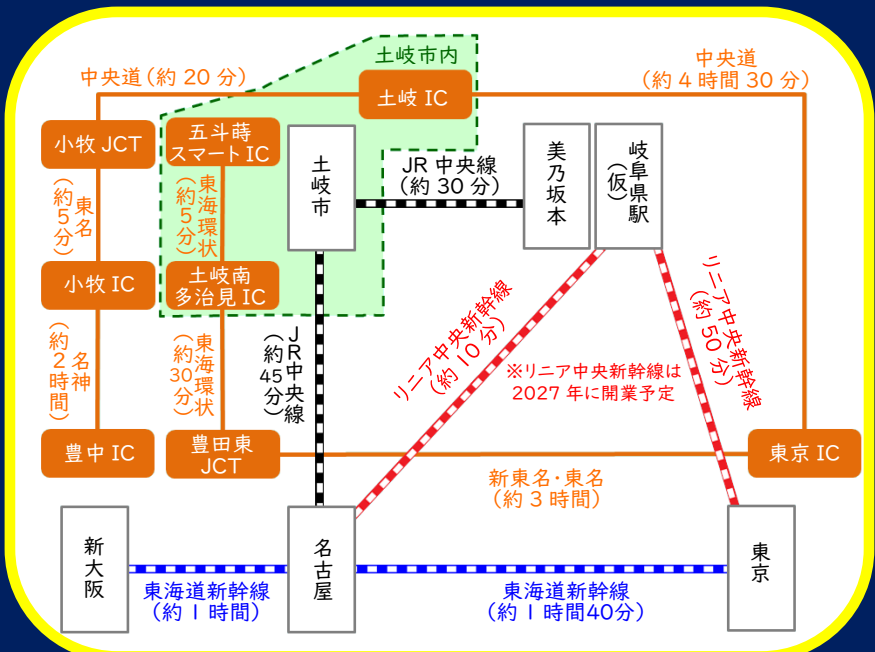 土岐市内
中央道(約 20 分)
中央道
(約 4 時間 30 分)
土岐 IC
小牧 JCT
五斗蒔
スマート IC
土岐市
JR 中央線
(約 30 分)
美乃坂本
岐阜県駅
(仮)
東名
(約5分)
東海環状
(約5分)
小牧 IC
土岐南
多治見 IC
名神
(約2時間)
東海環状
(約30分)
JR中央線
(約45分)
リニア中央新幹線
(約 10 分)
リニア中央新幹線
(約 50 分)
※リニア中央新幹線は
2027 年に開業予定
豊中 IC
豊田東
JCT
東京 IC
新東名・東名
(約 3 時間)
新大阪
名古屋
東京
東海道新幹線
(約 1 時間)
東海道新幹線
(約 1 時間40分)